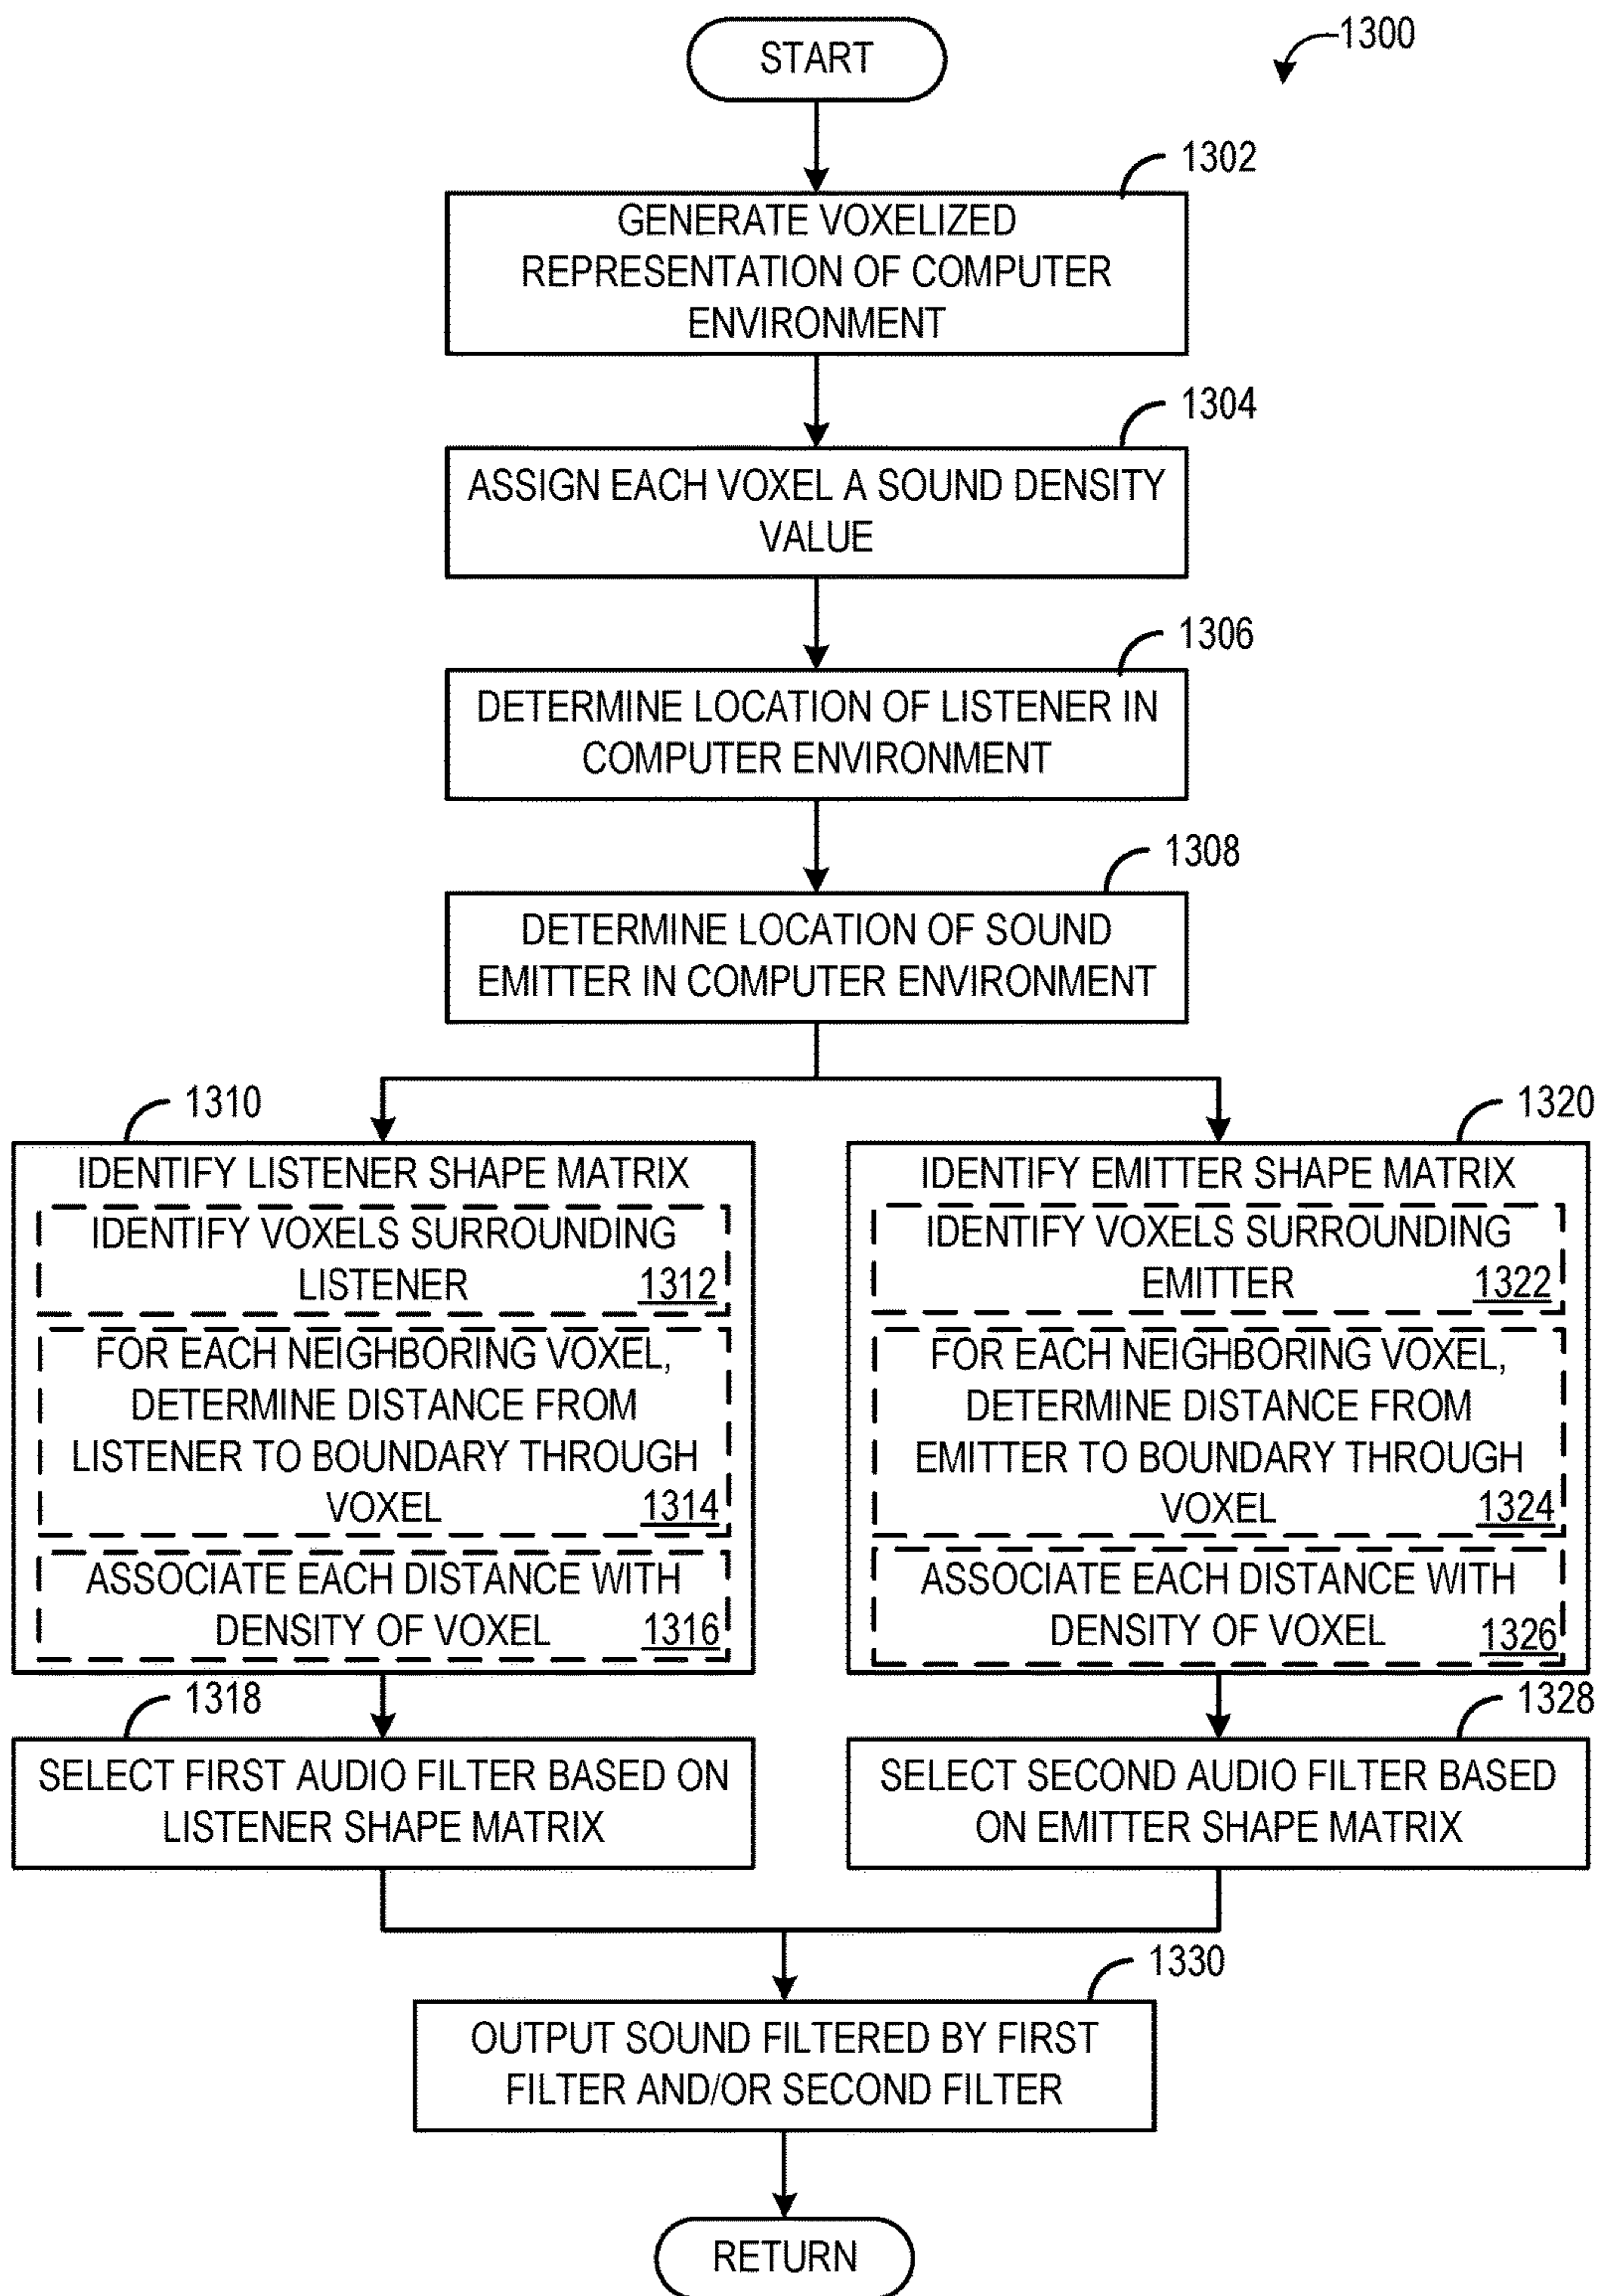 START
1300
1302
GENERATE VOXELIZED
REPRESENTATION OF COMPUTER
ENVIRONMENT
1304
ASSIGN EACH VOXEL A SOUND DENSITY
VALUE
1306
DETERMINE LOCATION OF LISTENER IN
COMPUTER ENVIRONMENT
1308
DETERMINE LOCATION OF SOUND
EMITTER IN COMPUTER ENVIRONMENT
1310
IDENTIFY LISTENER SHAPE MATRIX
IDENTIFY VOXELS SURROUNDING
LISTENER 1312
FOR EACH NEIGHBORING VOXEL,
DETERMINE DISTANCE FROM
LISTENER TO BOUNDARY THROUGH
VOXEL 1314
ASSOCIATE EACH DISTANCE WITH
DENSITY OF VOXEL 1316
1318
SELECT FIRST AUDIO FILTER BASED ON
LISTENER SHAPE MATRIX
1320
IDENTIFY EMITTER SHAPE MATRIX
IDENTIFY VOXELS SURROUNDING
EMITTER 1322
FOR EACH NEIGHBORING VOXEL,
DETERMINE DISTANCE FROM
EMITTER TO BOUNDARY THROUGH
VOXEL 1324
ASSOCIATE EACH DISTANCE WITH
DENSITY OF VOXEL 1326
1328
SELECT SECOND AUDIO FILTER BASED
ON EMITTER SHAPE MATRIX
1330
OUTPUT SOUND FILTERED BY FIRST
FILTER AND/OR SECOND FILTER
RETURN